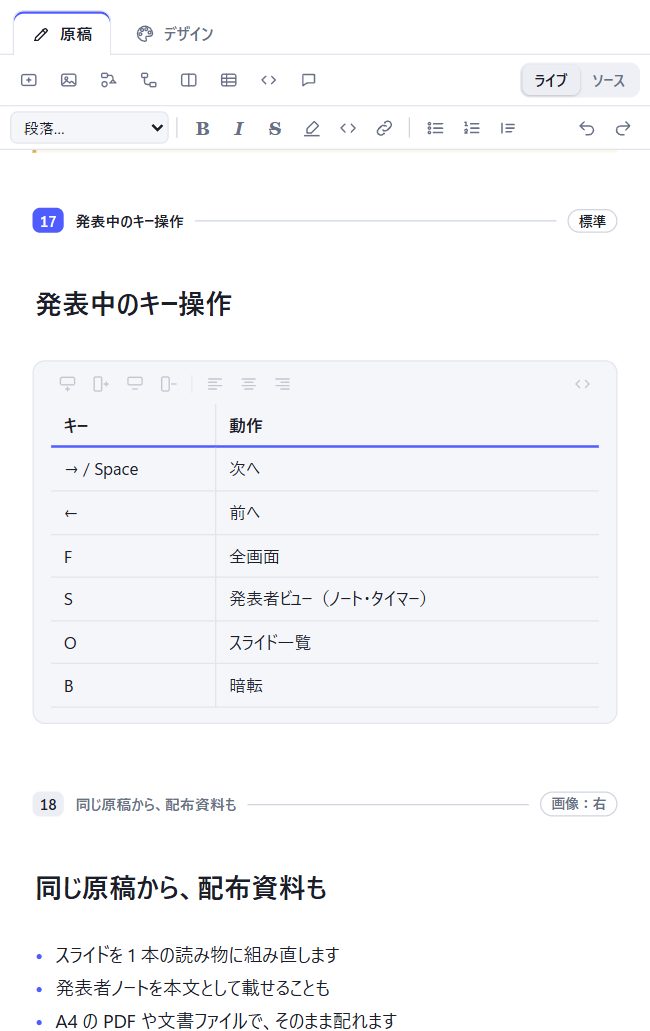 原稿
デザイン
ライブ
ソース
段落...
B I S
17 発表中のキー操作 標準
発表中のキー操作
キー 動作
→ / Space 次へ
← 前へ
F 全画面
S 発表者ビュー（ノート・タイマー）
O スライド一覧
B 暗転
18 同じ原稿から、配布資料も 画像：右
同じ原稿から、配布資料も
• スライドを 1 本の読み物に組み直します
• 発表者ノートを本文として載せることも
• A4 の PDF や文書ファイルで、そのまま配れます